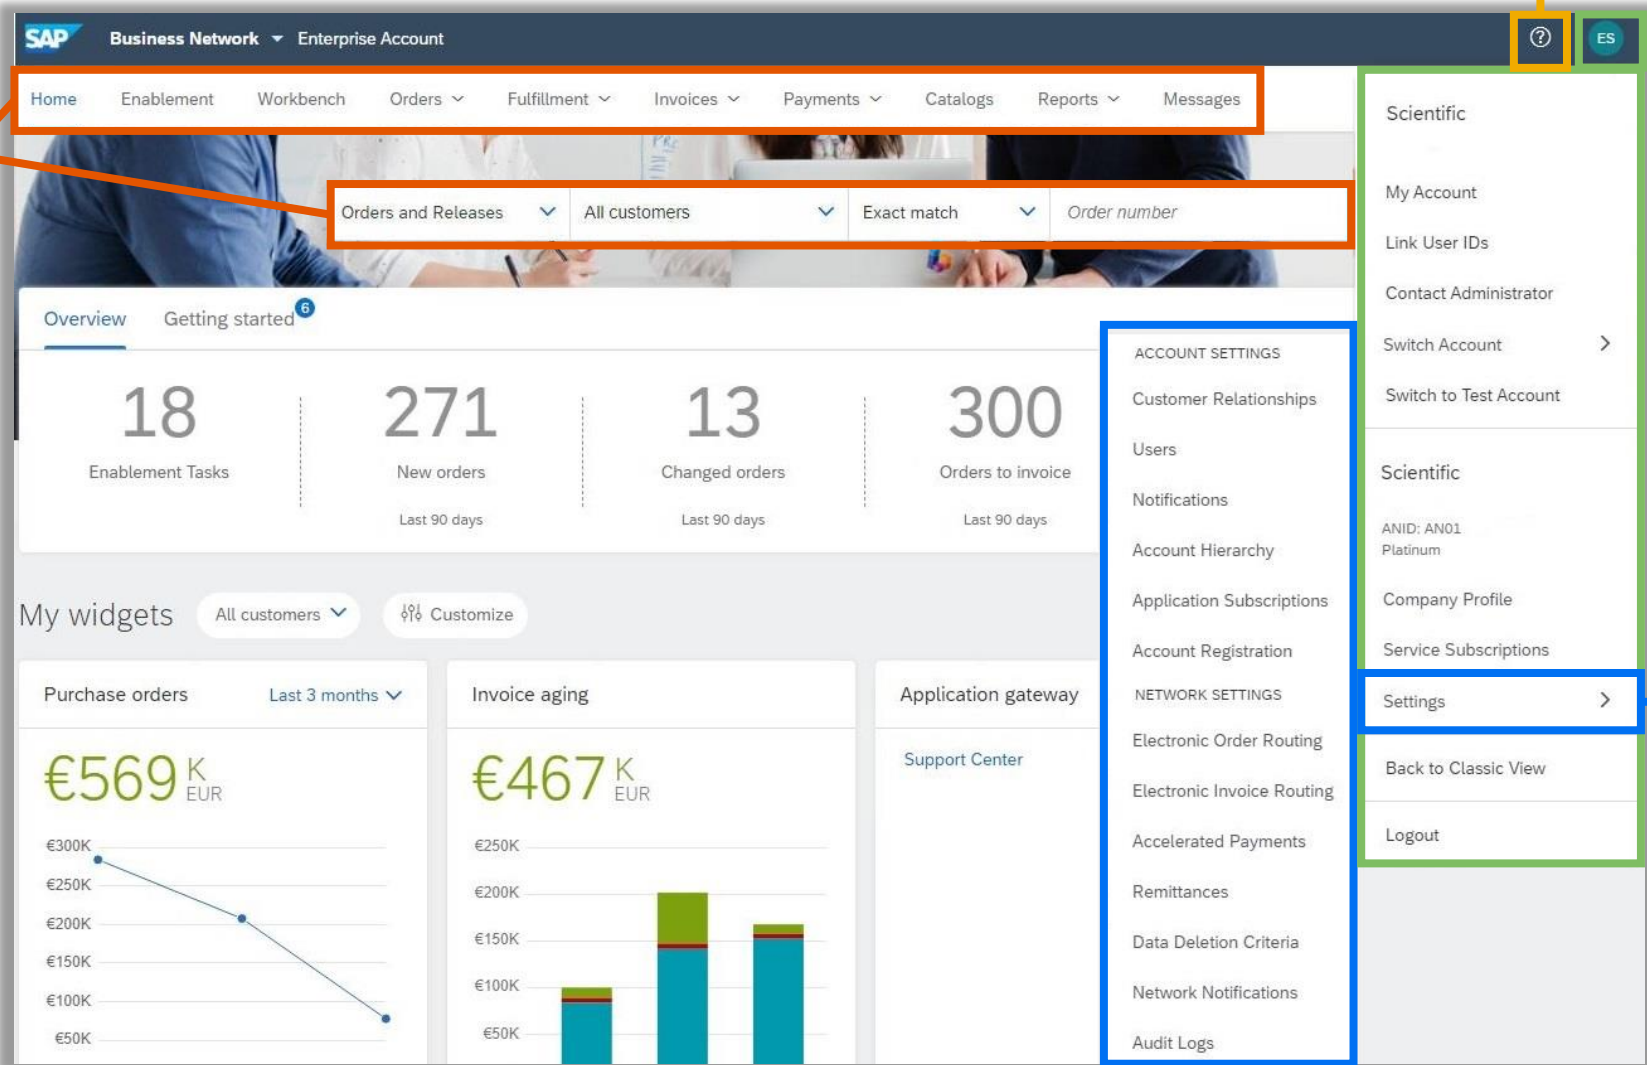 SAP Business Network Enterprise Account ? ES
Home Enablement Workbench Orders Fulfillment Invoices Payments Catalogs Reports Messages
Orders and Releases All customers Exact match Order number
Overview Getting started 6
18 271 13 300
Enablement Tasks New orders Changed orders Orders to invoice
Last 90 days Last 90 days Last 90 days
My widgets All customers Customize
Purchase orders Last 3 months
€569 K
EUR
€300K
€250K
€200K
€150K
€100K
€50K
Invoice aging
€467 K
EUR
€250K
€200K
€150K
€100K
€50K
Application gateway
Support Center
ACCOUNT SETTINGS
Customer Relationships
Users
Notifications
Account Hierarchy
Application Subscriptions
Account Registration
NETWORK SETTINGS
Electronic Order Routing
Electronic Invoice Routing
Accelerated Payments
Remittances
Data Deletion Criteria
Network Notifications
Audit Logs
Scientific
My Account
Link User IDs
Contact Administrator
Switch Account
Switch to Test Account
Scientific
ANID: AN01
Platinum
Company Profile
Service Subscriptions
Settings
Back to Classic View
Logout